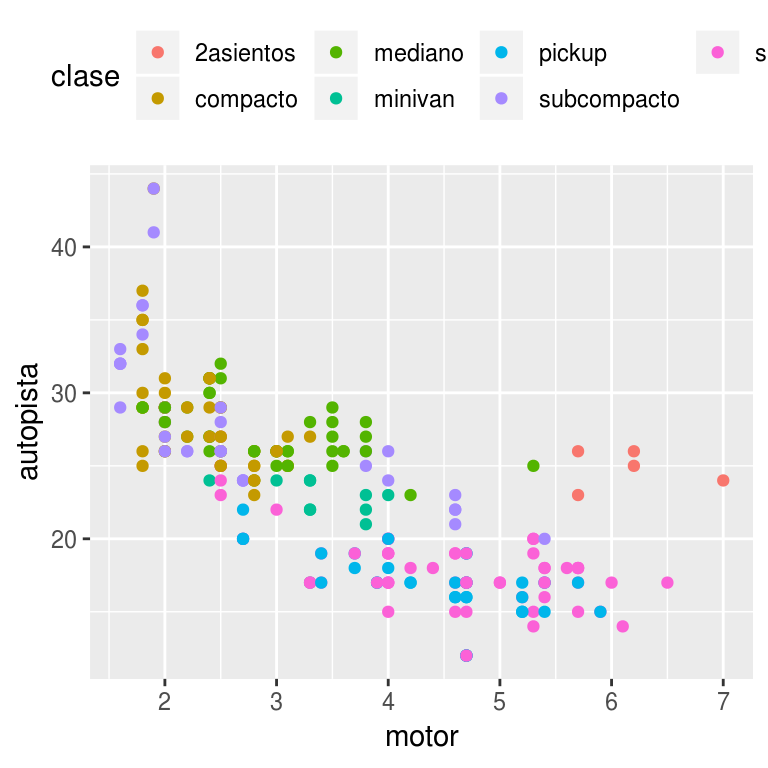 clase
2asientos mediano pickup s
compacto minivan subcompacto
40
30
20
autopista
2 3 4 5 6 7
motor